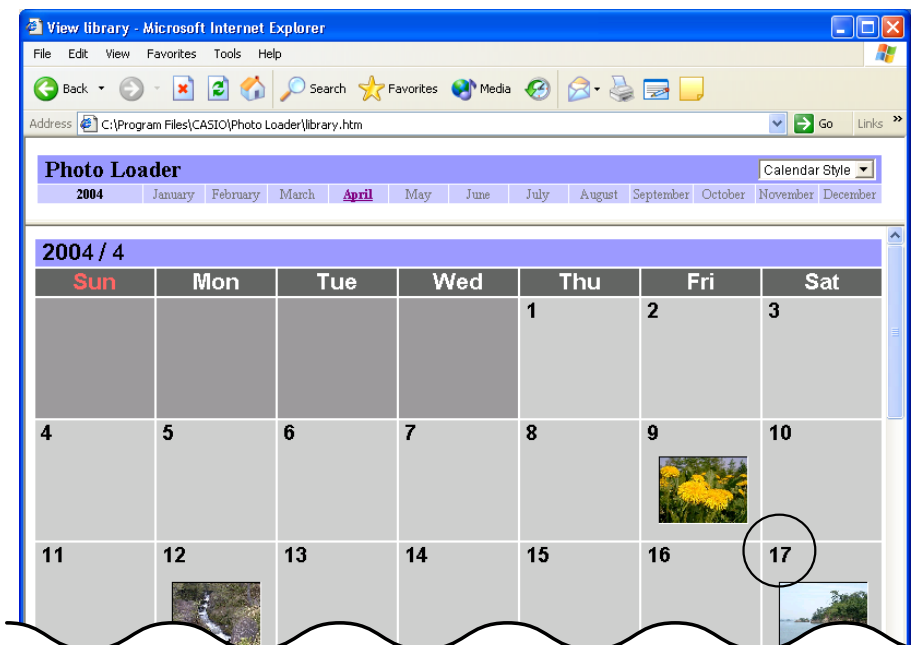 View library - Microsoft Internet Explorer
File Edit View Favorites Tools Help
Back Search Favorites Media
Address C:\Program Files\CASIO\Photo Loader\library.htm Go Links »
Photo Loader Calendar Style
2004 January February March April May June July August September October November December
2004 / 4
Sun Mon Tue Wed Thu Fri Sat
1 2 3
4 5 6 7 8 9 10
11 12 13 14 15 16 17